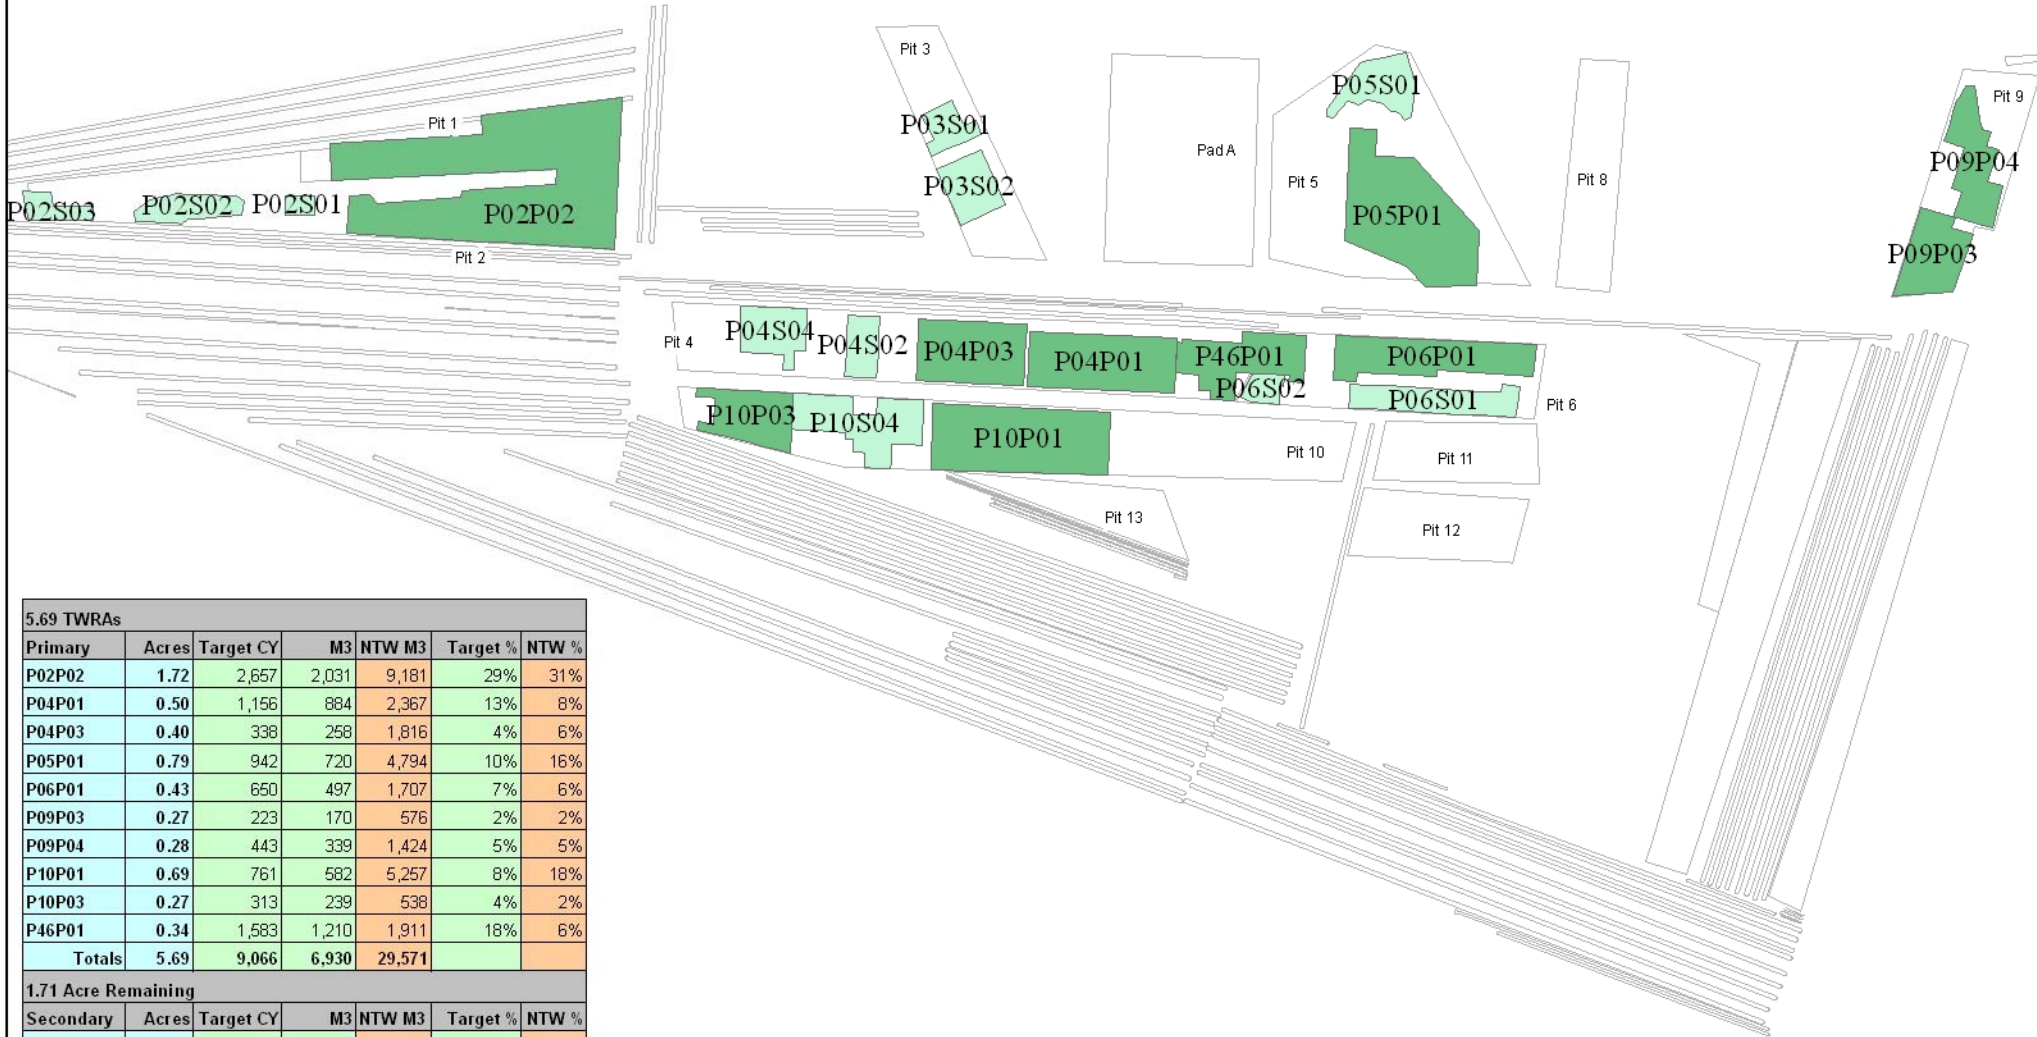 Pit 3
P05S01
Pit 9
Pit 1
P03S01
Pad A
P09P04
Pit 5
Pit 8
P03S02
P02S03
P02S02
P02S01
P02P02
P05P01
P09P03
Pit 2
Pit 4
P04S04
P04S02
P04P03
P04P01
P46P01
P06P01
P06S02
P06S01
Pit 6
P10P03
P10S04
P10P01
Pit 10
Pit 11
Pit 13
Pit 12
5.69 TWRAs
Primary Acres Target CY M3 NTW M3 Target % NTW %
P02P02 1.72 2,657 2,031 9,181 29% 31%
P04P01 0.50 1,156 884 2,367 13% 8%
P04P03 0.40 338 258 1,816 4% 6%
P05P01 0.79 942 720 4,794 10% 16%
P06P01 0.43 650 497 1,707 7% 6%
P09P03 0.27 223 170 576 2% 2%
P09P04 0.28 443 339 1,424 5% 5%
P10P01 0.69 761 582 5,257 8% 18%
P10P03 0.27 313 239 538 4% 2%
P46P01 0.34 1,583 1,210 1,911 18% 6%
Totals 5.69 9,066 6,930 29,571
1.71 Acre Remaining
Secondary Acres Target CY M3 NTW M3 Target % NTW %